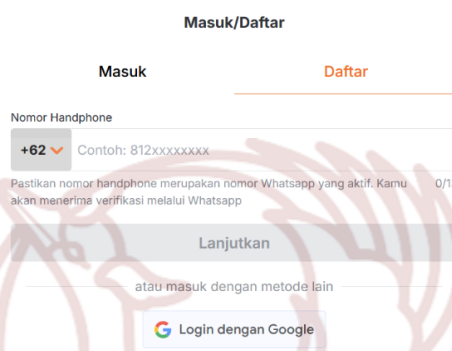 Masuk/Daftar
Masuk Daftar
Nomor Handphone
+62 Contoh: 812xxxxxxxx
Pastikan nomor handphone merupakan nomor Whatsapp yang aktif. Kamu
akan menerima verifikasi melalui Whatsapp
Lanjutkan
atau masuk dengan metode lain
Login dengan Google